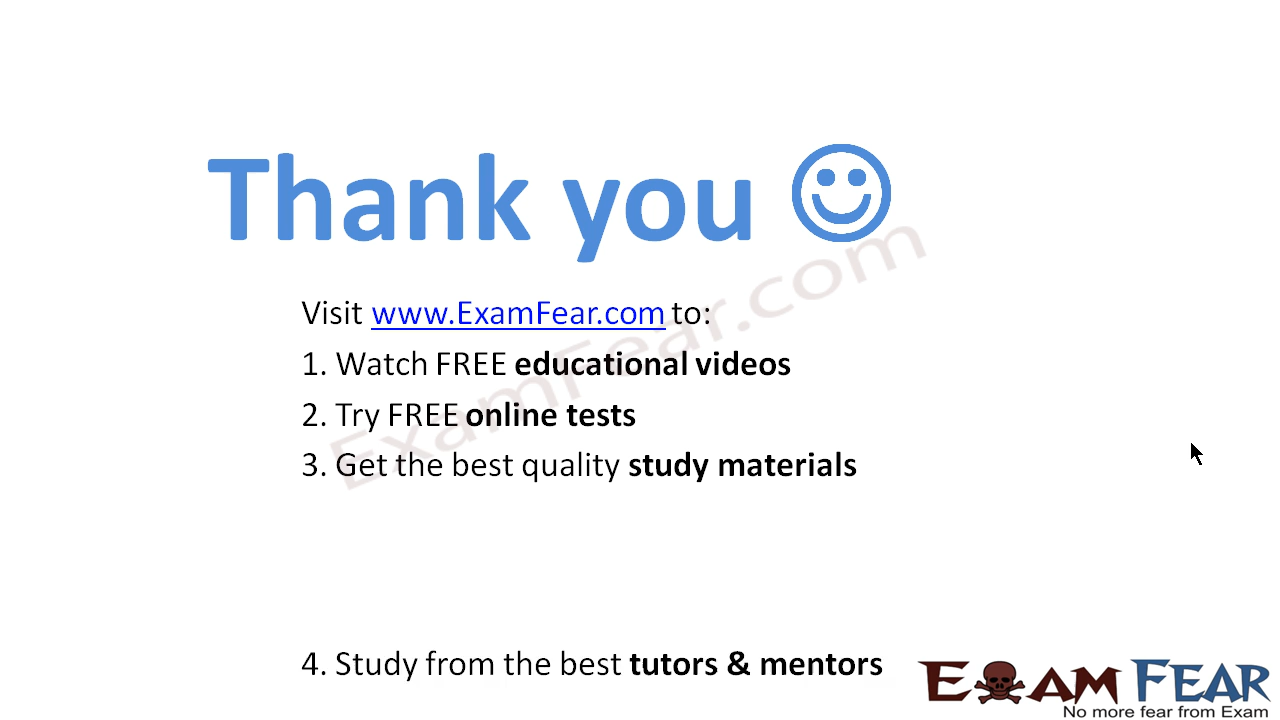 Thank you ☺
Visit www.ExamFear.com to:
1. Watch FREE educational videos
2. Try FREE online tests
3. Get the best quality study materials
4. Study from the best tutors & mentors
ExamFear.com
EXAM FEAR
No more fear from Exam